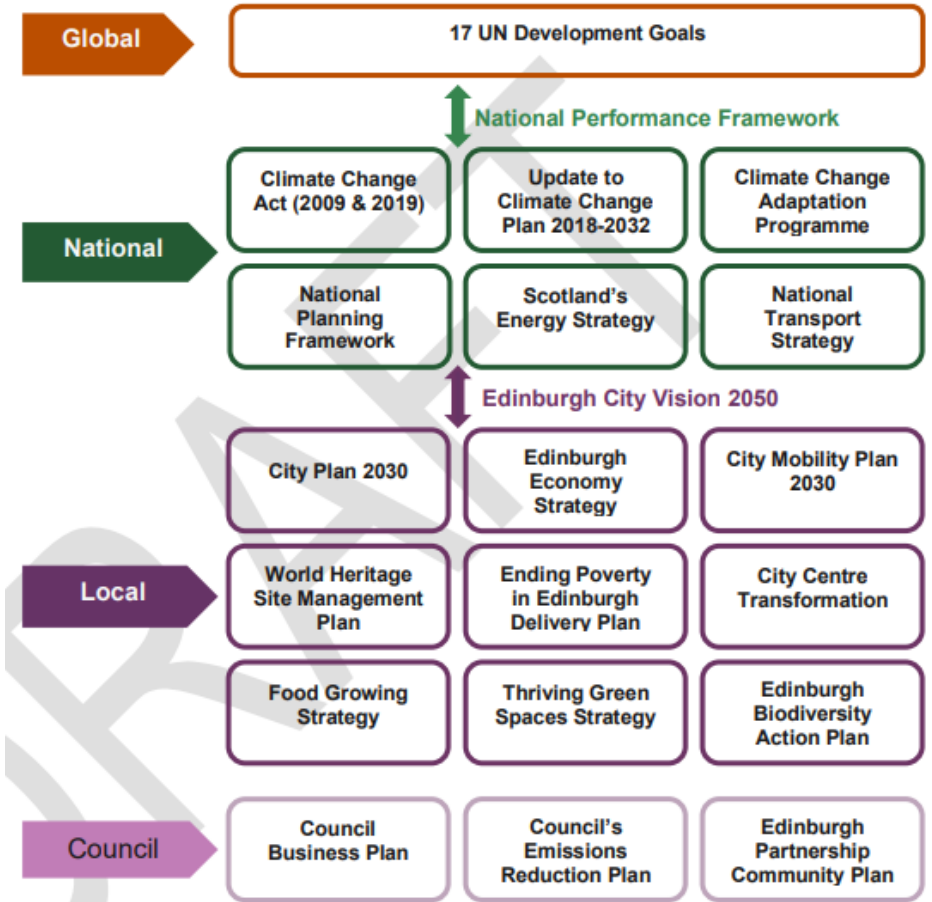 Global
17 UN Development Goals
National Performance Framework
National
Climate Change
Act (2009 & 2019)
Update to
Climate Change
Plan 2018-2032
Climate Change
Adaptation
Programme
National
Planning
Framework
Scotland's
Energy Strategy
National
Transport
Strategy
Edinburgh City Vision 2050
Local
City Plan 2030
Edinburgh
Economy
Strategy
City Mobility Plan
2030
World Heritage
Site Management
Plan
Ending Poverty
in Edinburgh
Delivery Plan
City Centre
Transformation
Food Growing
Strategy
Thriving Green
Spaces Strategy
Edinburgh
Biodiversity
Action Plan
Council
Council
Business Plan
Council's
Emissions
Reduction Plan
Edinburgh
Partnership
Community Plan
DRAFT